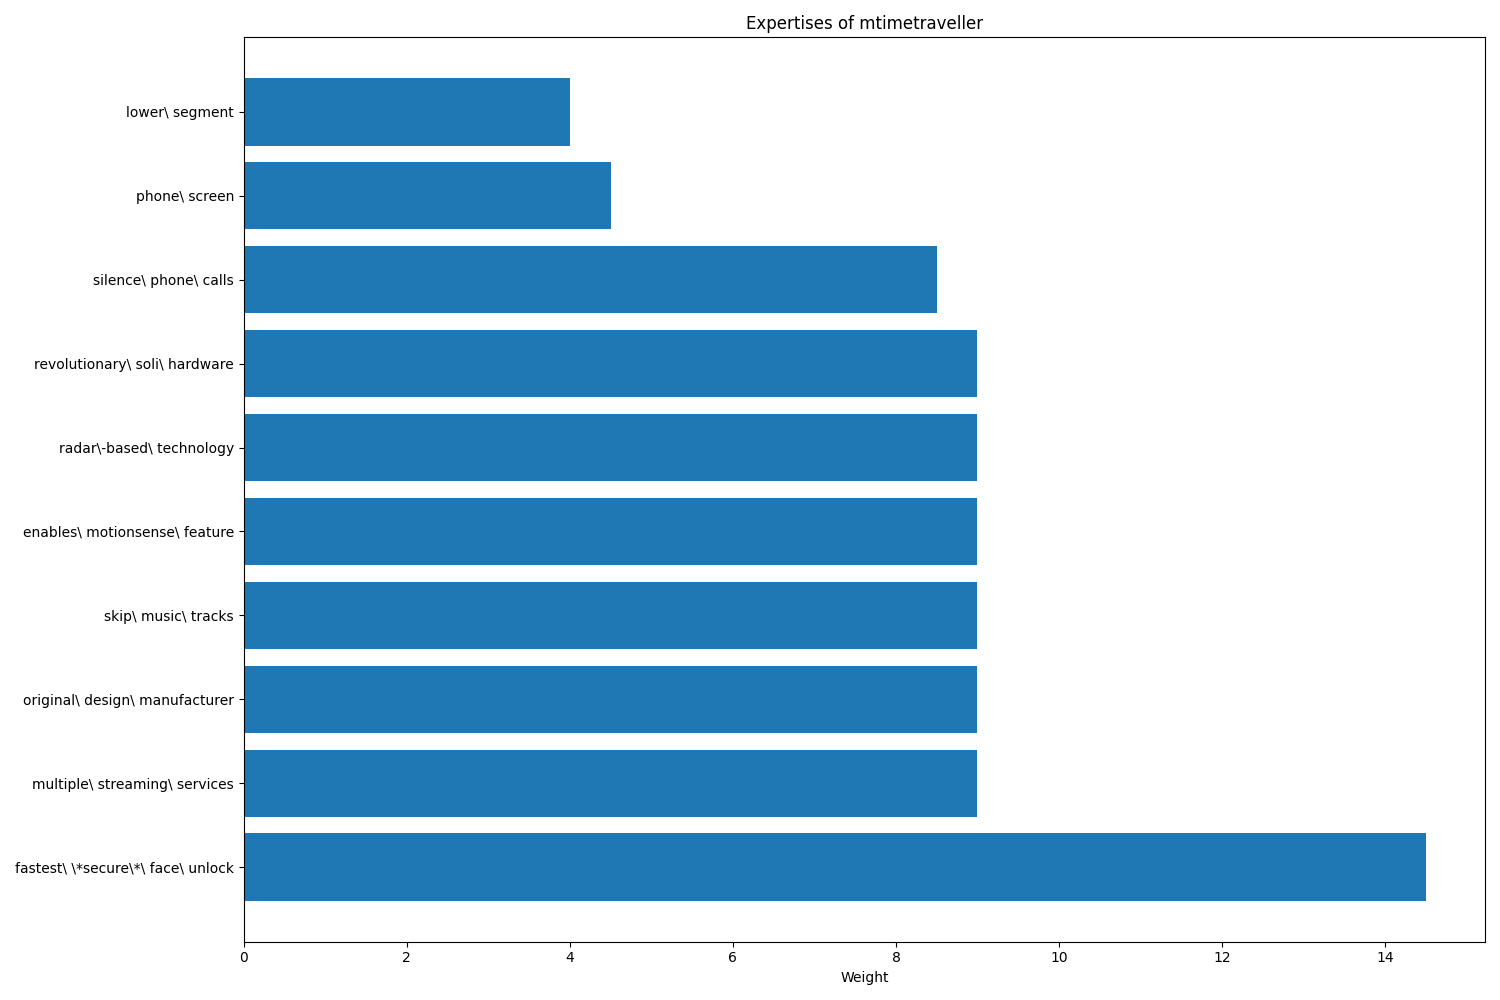 Expertises of mtimetraveller
lower\ segment
phone\ screen
silence\ phone\ calls
revolutionary\ soli\ hardware
radar\-based\ technology
enables\ motionsense\ feature
skip\ music\ tracks
original\ design\ manufacturer
multiple\ streaming\ services
fastest\ \*secure\*\ face\ unlock
0 2 4 6 8 10 12 14
Weight